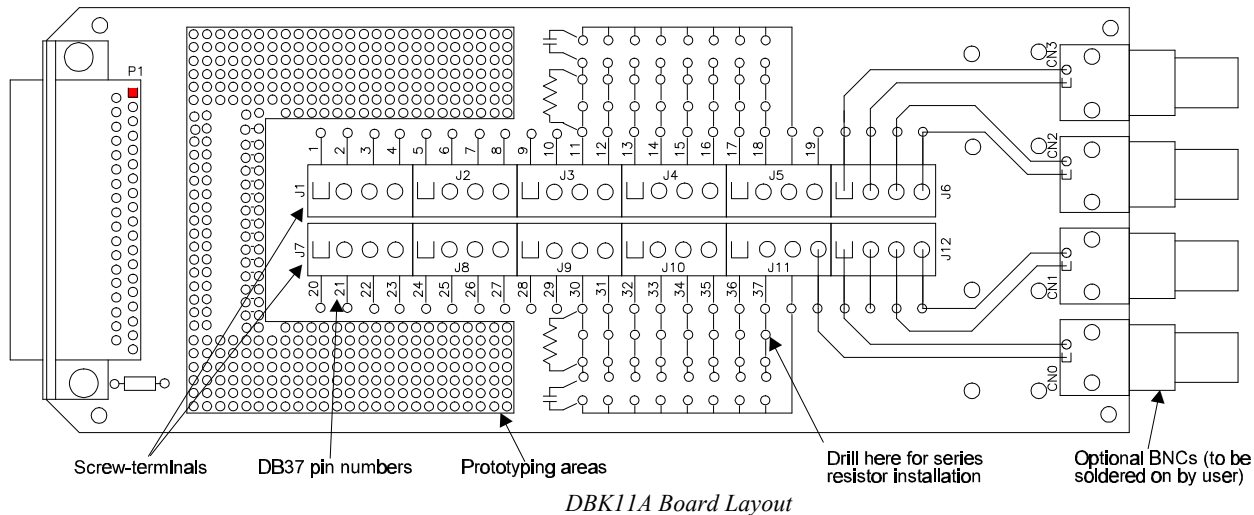 P1
CN3
1 2 3 4 5 6 7 8 9 10 11 12 13 14 15 16 17 18 19
CN2
J1 J2 J3 J4 J5 J6
J7 J8 J9 J10 J11 J12
20 21 22 23 24 25 26 27 28 29 30 31 32 33 34 35 36 37
CN1
CN0
Screw-terminals
DB37 pin numbers
Prototyping areas
Drill here for series
resistor installation
Optional BNCs (to be
soldered on by user)
DBK11A Board Layout